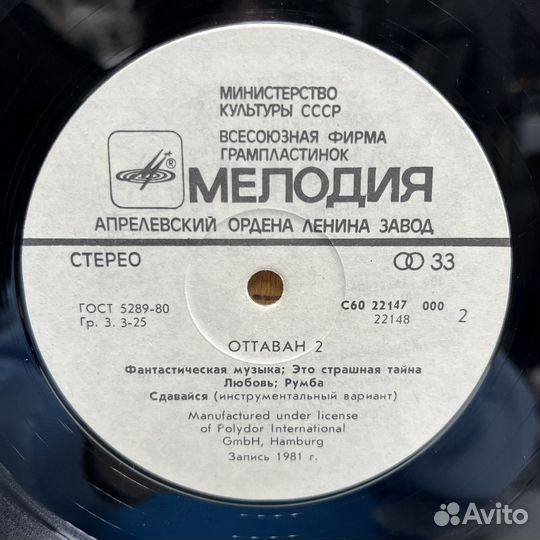 МИНИСТЕРСТВО
КУЛЬТУРЫ СССР
ВСЕСОЮЗНАЯ ФИРМА
ГРАМПЛАСТИНОК
®
МЕЛОДИЯ
АПРЕЛЕВСКИЙ ОРДЕНА ЛЕНИНА ЗАВОД
СТЕРЕО
33
ГОСТ 5289-80
Гр. 3. 3-25
С60 22147 000
22148
2
ОТТАВАН 2
Фантастическая музыка; Это страшная тайна
Любовь; Румба
Сдавайся (инструментальный вариант)
Manufactured under license
of Polydor International
GmbH, Hamburg
Запись 1981 г.
Avito